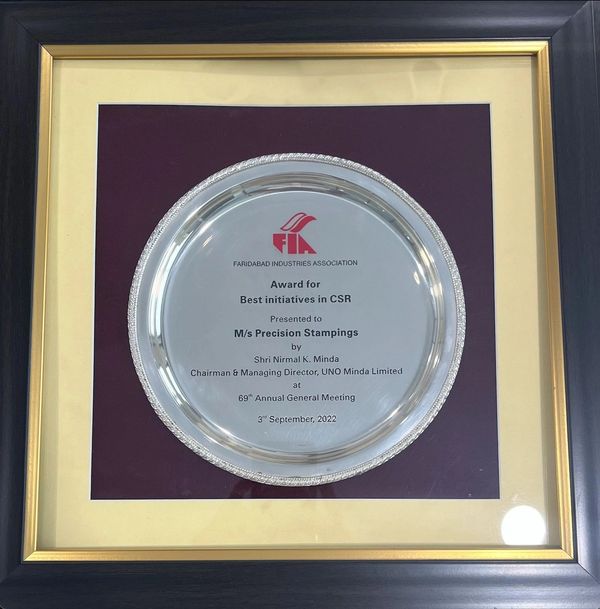 FIA
FARIDABAD INDUSTRIES ASSOCIATION
Award for
Best initiatives in CSR
Presented to
M/s Precision Stampings
by
Shri Nirmal K. Minda
Chairman & Managing Director, UNO Minda Limited
at
69th Annual General Meeting
3rd September, 2022